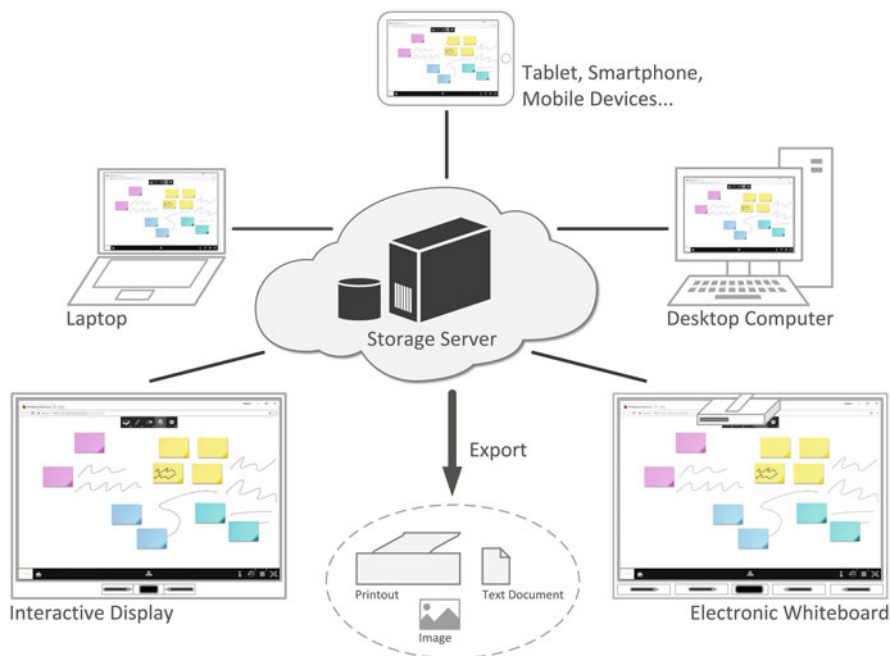 Tablet, Smartphone,
Mobile Devices...
Laptop
Storage Server
Desktop Computer
Export
Printout
Text Document
Image
Interactive Display
Electronic Whiteboard